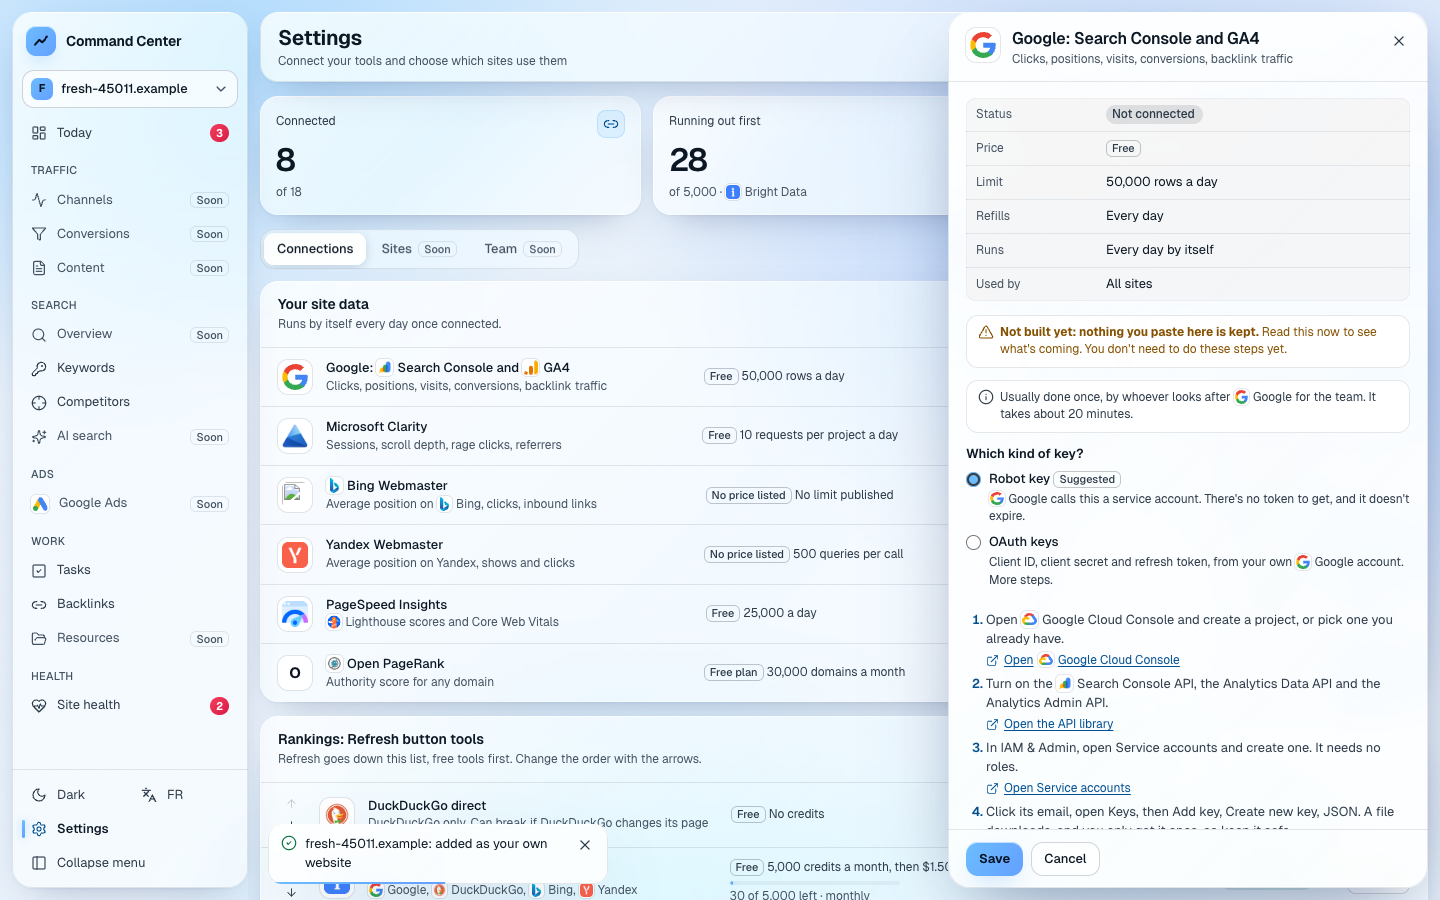 Command Center
F fresh-45011.example
Today 3
TRAFFIC
Channels Soon
Conversions Soon
Content Soon
SEARCH
Overview Soon
Keywords
Competitors
AI search Soon
ADS
Google Ads Soon
WORK
Tasks
Backlinks
Resources Soon
HEALTH
Site health 2
Dark FR
Settings
Collapse menu
Settings
Connect your tools and choose which sites use them
Connected
8
of 18
Running out first
28
of 5,000 · Bright Data
Connections Sites Soon Team Soon
Your site data
Runs by itself every day once connected.
Google: Search Console and GA4
Clicks, positions, visits, conversions, backlink traffic
Free 50,000 rows a day
Microsoft Clarity
Sessions, scroll depth, rage clicks, referrers
Free 10 requests per project a day
Bing Webmaster
Average position on Bing, clicks, inbound links
No price listed No limit published
Yandex Webmaster
Average position on Yandex, shows and clicks
No price listed 500 queries per call
PageSpeed Insights
Lighthouse scores and Core Web Vitals
Free 25,000 a day
O
Open PageRank
Authority score for any domain
Free plan 30,000 domains a month
Rankings: Refresh button tools
Refresh goes down this list, free tools first. Change the order with the arrows.
DuckDuckGo direct
DuckDuckGo only. Can break if DuckDuckGo changes its page
Free No credits
Free 5,000 credits a month, then $1.50
Google, DuckDuckGo, Bing, Yandex
30 of 5,000 left · monthly
fresh-45011.example: added as your own
website
Google: Search Console and GA4
Clicks, positions, visits, conversions, backlink traffic
Status Not connected
Price Free
Limit 50,000 rows a day
Refills Every day
Runs Every day by itself
Used by All sites
Not built yet: nothing you paste here is kept. Read this now to see
what's coming. You don't need to do these steps yet.
Usually done once, by whoever looks after Google for the team. It
takes about 20 minutes.
Which kind of key?
Robot key Suggested
Google calls this a service account. There's no token to get, and it doesn't
expire.
OAuth keys
Client ID, client secret and refresh token, from your own Google account.
More steps.
1. Open Google Cloud Console and create a project, or pick one you
already have.
Open Google Cloud Console
2. Turn on the Search Console API, the Analytics Data API and the
Analytics Admin API.
Open the API library
3. In IAM & Admin, open Service accounts and create one. It needs no
roles.
Open Service accounts
4. Click its email, open Keys, then Add key, Create new key, JSON. A file
Save Cancel